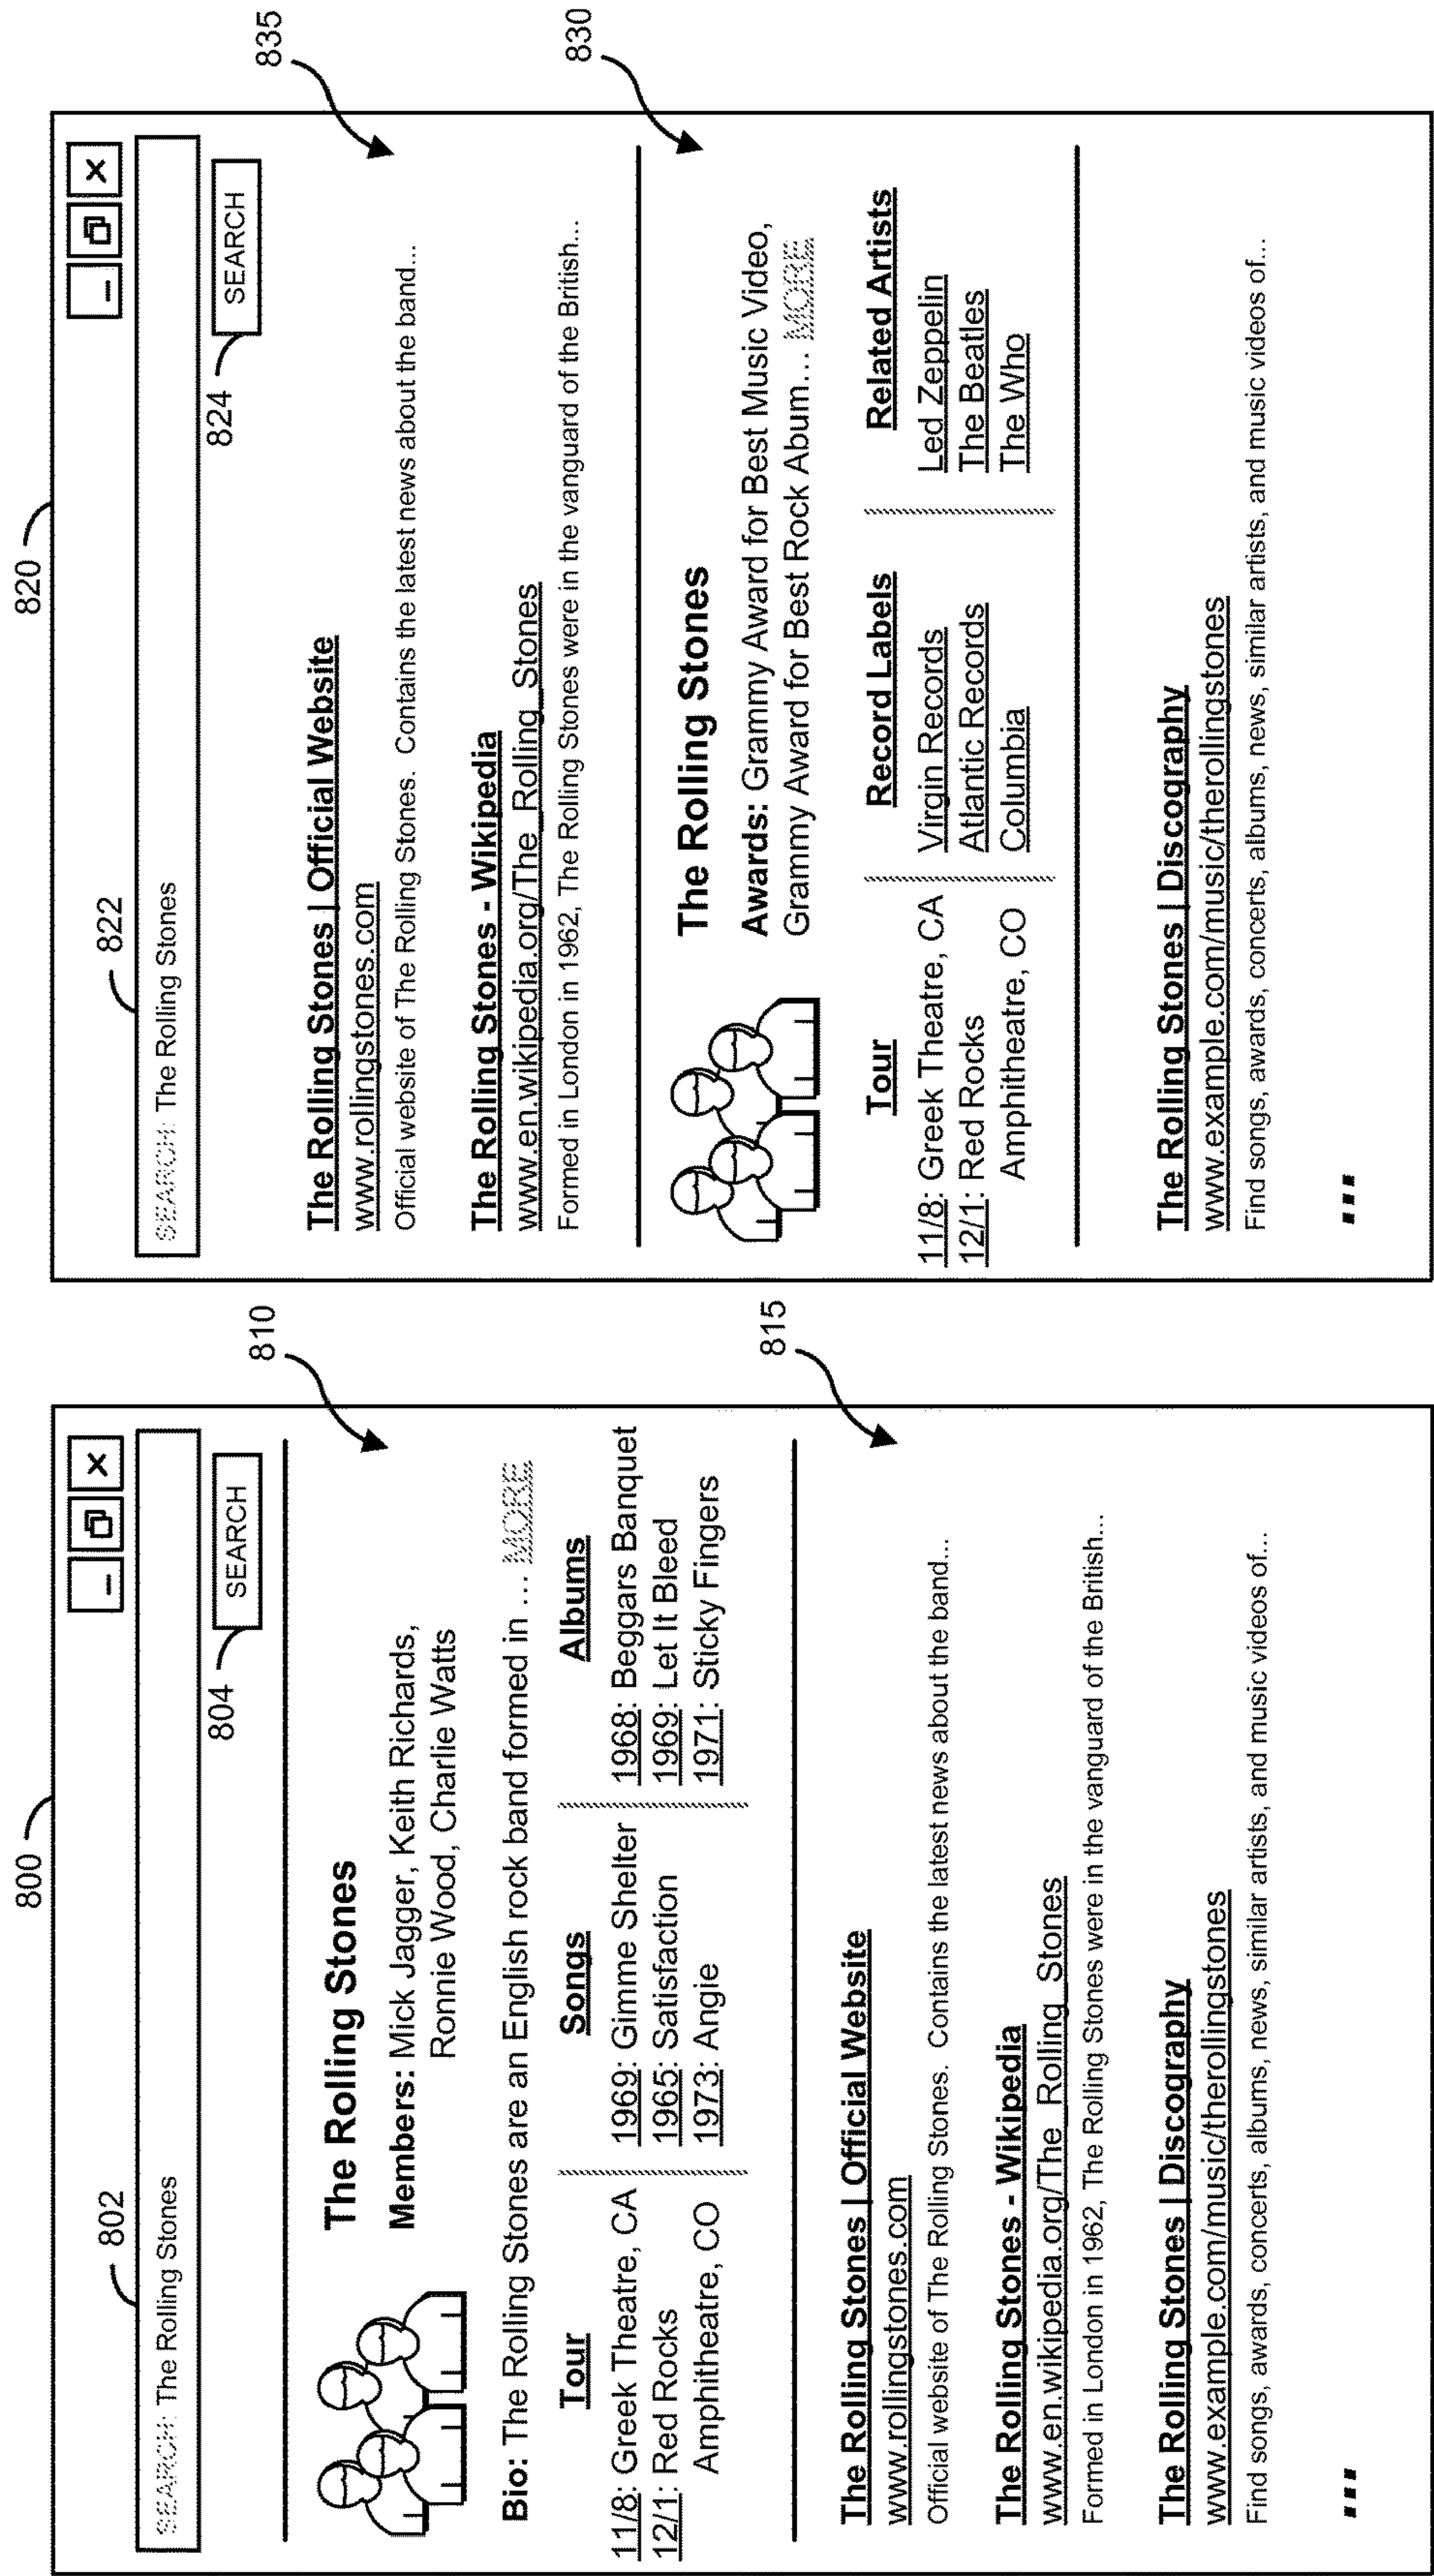 800
802
SEARCH: The Rolling Stones
804
SEARCH
810
The Rolling Stones
Members: Mick Jagger, Keith Richards,
Ronnie Wood, Charlie Watts
Bio: The Rolling Stones are an English rock band formed in ... MORE
Tour
11/8: Greek Theatre, CA
12/1: Red Rocks
Amphitheatre, CO
Songs
1969: Gimme Shelter
1965: Satisfaction
1973: Angie
Albums
1968: Beggars Banquet
1969: Let It Bleed
1971: Sticky Fingers
815
The Rolling Stones | Official Website
www.rollingstones.com
Official website of The Rolling Stones. Contains the latest news about the band...
The Rolling Stones - Wikipedia
www.en.wikipedia.org/The_Rolling_Stones
Formed in London in 1962, The Rolling Stones were in the vanguard of the British...
The Rolling Stones | Discography
www.example.com/music/therollingstones
Find songs, awards, concerts, albums, news, similar artists, and music videos of...
...
820
822
SEARCH: The Rolling Stones
824
SEARCH
835
The Rolling Stones | Official Website
www.rollingstones.com
Official website of The Rolling Stones. Contains the latest news about the band...
The Rolling Stones - Wikipedia
www.en.wikipedia.org/The_Rolling_Stones
Formed in London in 1962, The Rolling Stones were in the vanguard of the British...
830
The Rolling Stones
Awards: Grammy Award for Best Music Video,
Grammy Award for Best Rock Abum... MORE
Tour
11/8: Greek Theatre, CA
12/1: Red Rocks
Amphitheatre, CO
Record Labels
Virgin Records
Atlantic Records
Columbia
Related Artists
Led Zeppelin
The Beatles
The Who
The Rolling Stones | Discography
www.example.com/music/therollingstones
Find songs, awards, concerts, albums, news, similar artists, and music videos of...
...